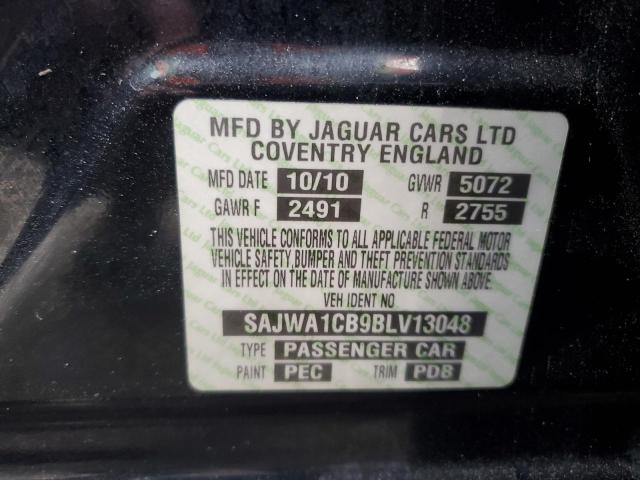 MFD BY JAGUAR CARS LTD
COVENTRY ENGLAND
MFD DATE 10/10 GVWR 5072
GAWR F 2491 R 2755
THIS VEHICLE CONFORMS TO ALL APPLICABLE FEDERAL MOTOR
VEHICLE SAFETY, BUMPER AND THEFT PREVENTION STANDARDS
IN EFFECT ON THE DATE OF MANUFACTURE SHOWN ABOVE.
VEH IDENT NO
SAJWA1CB9BLV13048
TYPE PASSENGER CAR
PAINT PEC TRIM PDB